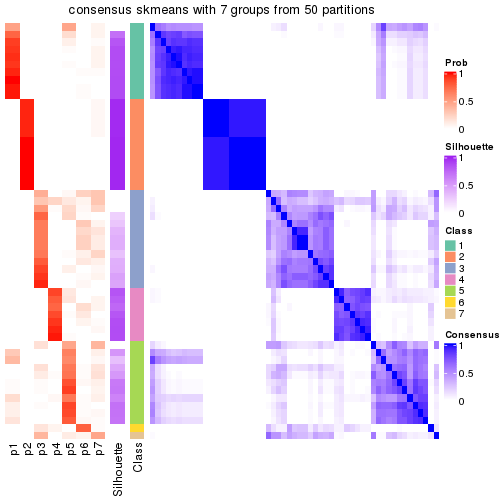 consensus skmeans with 7 groups from 50 partitions
Prob
1
0.5
0
Silhouette
1
0.5
0
Class
1
2
3
4
5
6
7
Consensus
1
0.5
0
p1
p2
p3
p4
p5
p6
p7
Silhouette
Class